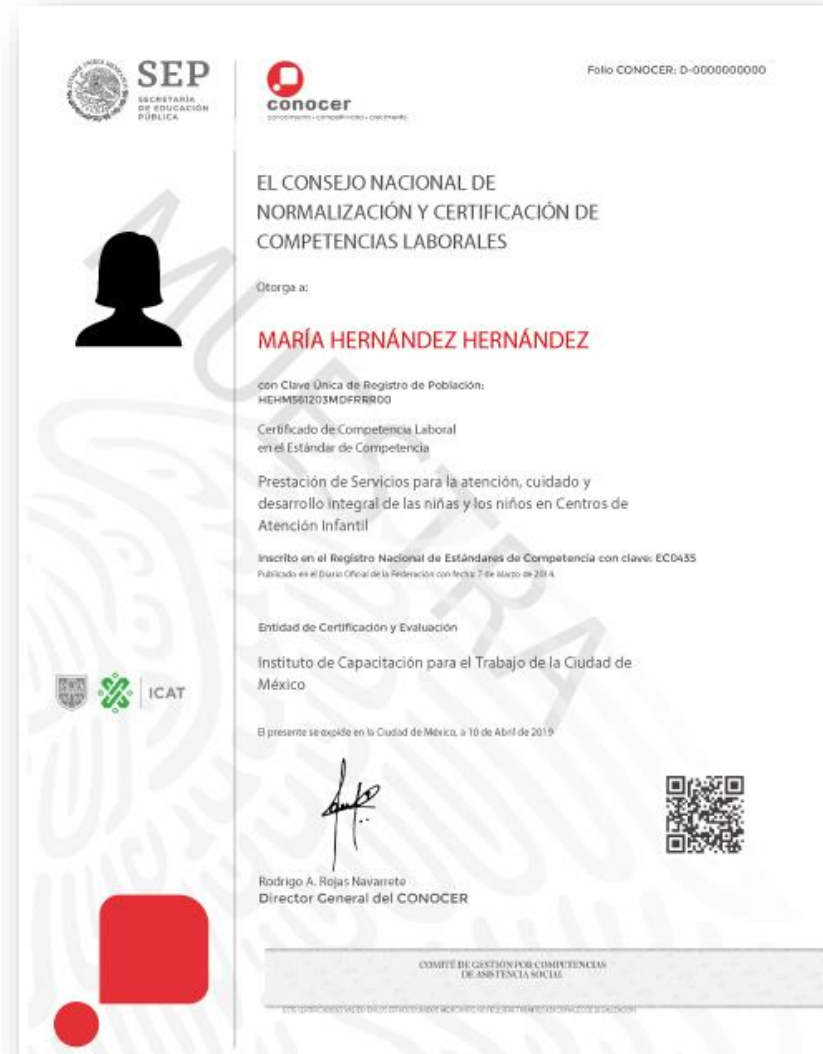 SEP
SECRETARÍA
DE EDUCACIÓN
PÚBLICA
conocer
conocimiento • competitividad • crecimiento
Folio CONOCER: D-0000000000
EL CONSEJO NACIONAL DE
NORMALIZACIÓN Y CERTIFICACIÓN DE
COMPETENCIAS LABORALES
Otorga a:
MARÍA HERNÁNDEZ HERNÁNDEZ
con Clave Única de Registro de Población:
HEHM561203MDFRRR00
Certificado de Competencia Laboral
en el Estándar de Competencia
Prestación de Servicios para la atención, cuidado y
desarrollo integral de las niñas y los niños en Centros de
Atención Infantil
Inscrito en el Registro Nacional de Estándares de Competencia con clave: EC0435
Publicado en el Diario Oficial de la Federación con fecha: 7 de Marzo de 2014.
Entidad de Certificación y Evaluación
Instituto de Capacitación para el Trabajo de la Ciudad de
México
ICAT
El presente se expide en la Ciudad de México, a 10 de Abril de 2019
Rodrigo A. Rojas Navarrete
Director General del CONOCER
COMITÉ DE GESTIÓN POR COMPETENCIAS
DE ASISTENCIA SOCIAL
MUESTRA